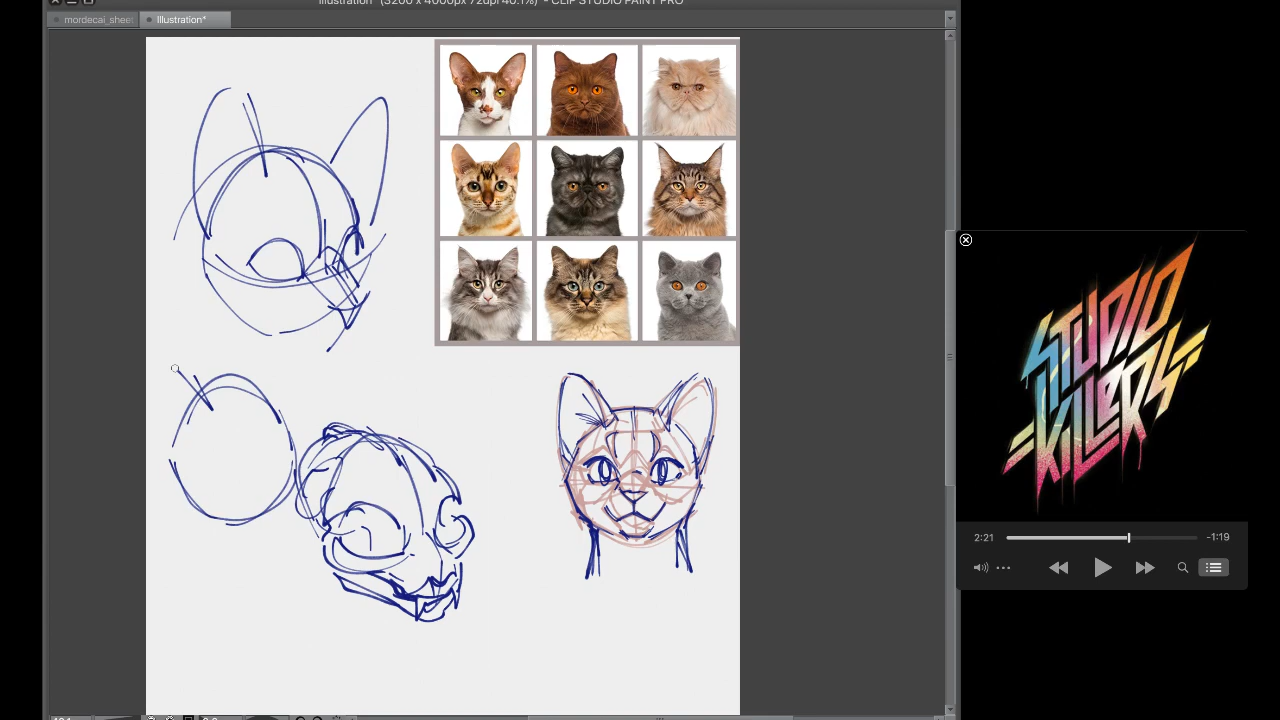 Illustration* (3200 x 4000px 72dpi 40.1%) - CLIP STUDIO PAINT PRO
mordecai_sheet
Illustration*
STUDIO
KILLERS
2:21
-1:19